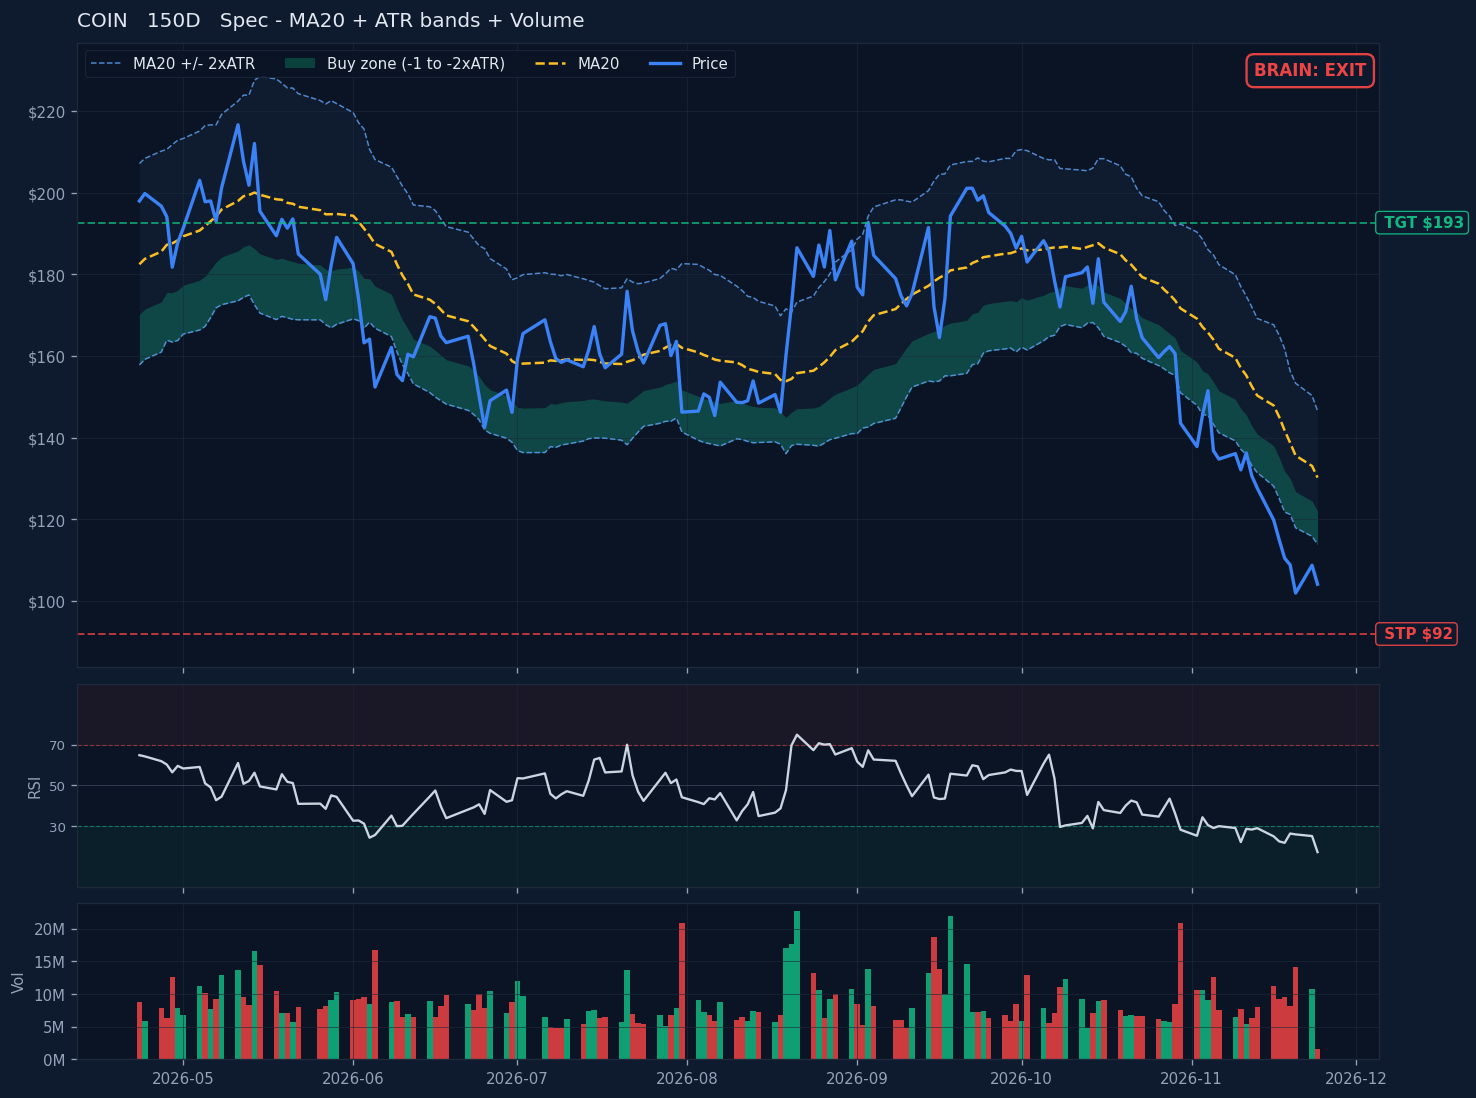 COIN   150D   Spec - MA20 + ATR bands + Volume
MA20 +/- 2xATR   Buy zone (-1 to -2xATR)   MA20   Price
BRAIN: EXIT
$220
$200
TGT $193
$180
$160
$140
$120
$100
STP $92
70
50
30
RSI
20M
15M
10M
5M
0M
Vol
2026-05   2026-06   2026-07   2026-08   2026-09   2026-10   2026-11   2026-12